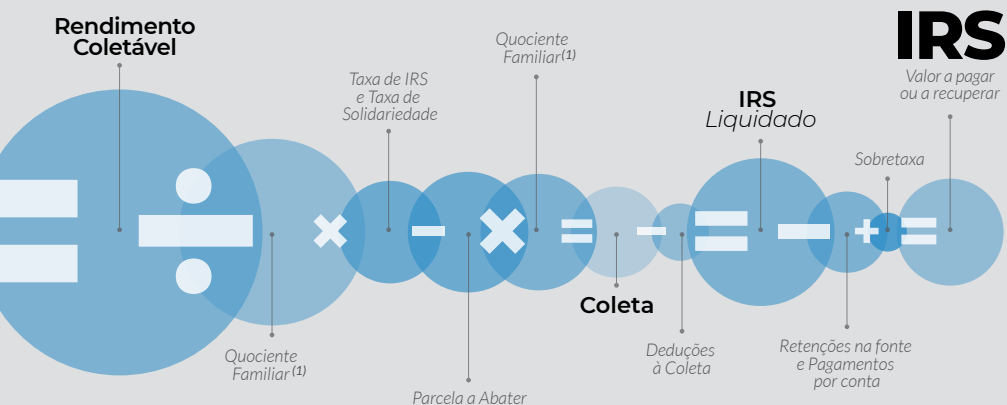 Rendimento
Coletável
Taxa de IRS
e Taxa de
Solidariedade
Quociente
Familiar(1)
IRS
Liquidado
Sobretaxa
IRS
Valor a pagar
ou a recuperar
= ÷ × - × = - = - + =
Quociente
Familiar(1)
Parcela a Abater
Coleta
Deduções
à Coleta
Retenções na fonte
e Pagamentos
por conta